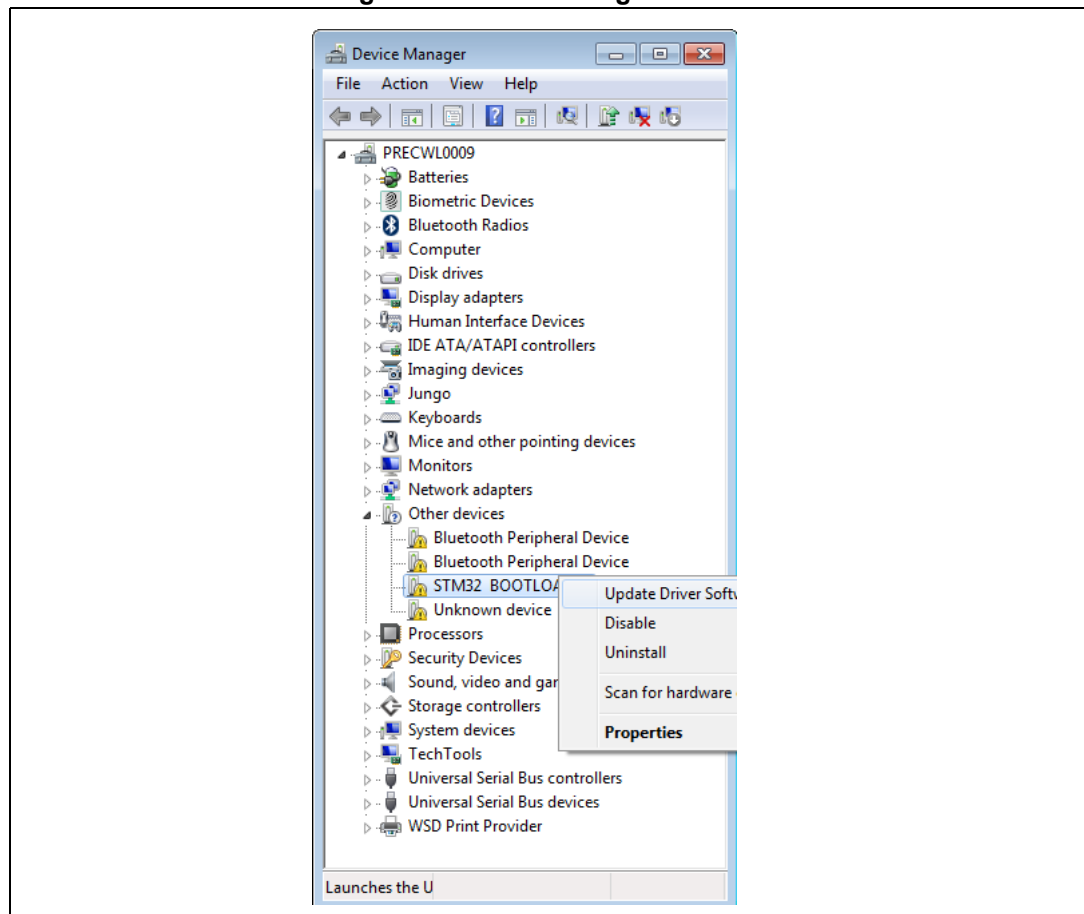 Device Manager
File Action View Help
PRECWL0009
Batteries
Biometric Devices
Bluetooth Radios
Computer
Disk drives
Display adapters
Human Interface Devices
IDE ATA/ATAPI controllers
Imaging devices
Jungo
Keyboards
Mice and other pointing devices
Monitors
Network adapters
Other devices
Bluetooth Peripheral Device
Bluetooth Peripheral Device
STM32 BOOTLOA
Update Driver Softw
Unknown device
Disable
Processors
Uninstall
Security Devices
Sound, video and gar
Scan for hardware
Storage controllers
System devices
Properties
TechTools
Universal Serial Bus controllers
Universal Serial Bus devices
WSD Print Provider
Launches the U